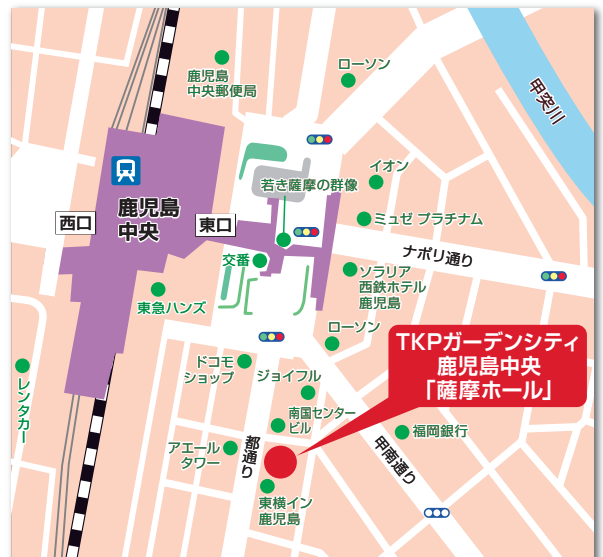 鹿児島
中央郵便局
ローソン
甲突川
若き薩摩の群像
イオン
鹿児島
中央
西口
東口
ミュゼ プラチナム
ナポリ通り
交番
ソラリア
西鉄ホテル
鹿児島
東急ハンズ
ローソン
TKPガーデンシティ
鹿児島中央
「薩摩ホール」
ドコモ
ショップ
ジョイフル
レンタカー
南国センター
ビル
福岡銀行
アエール
タワー
都通り
甲南通り
東横イン
鹿児島